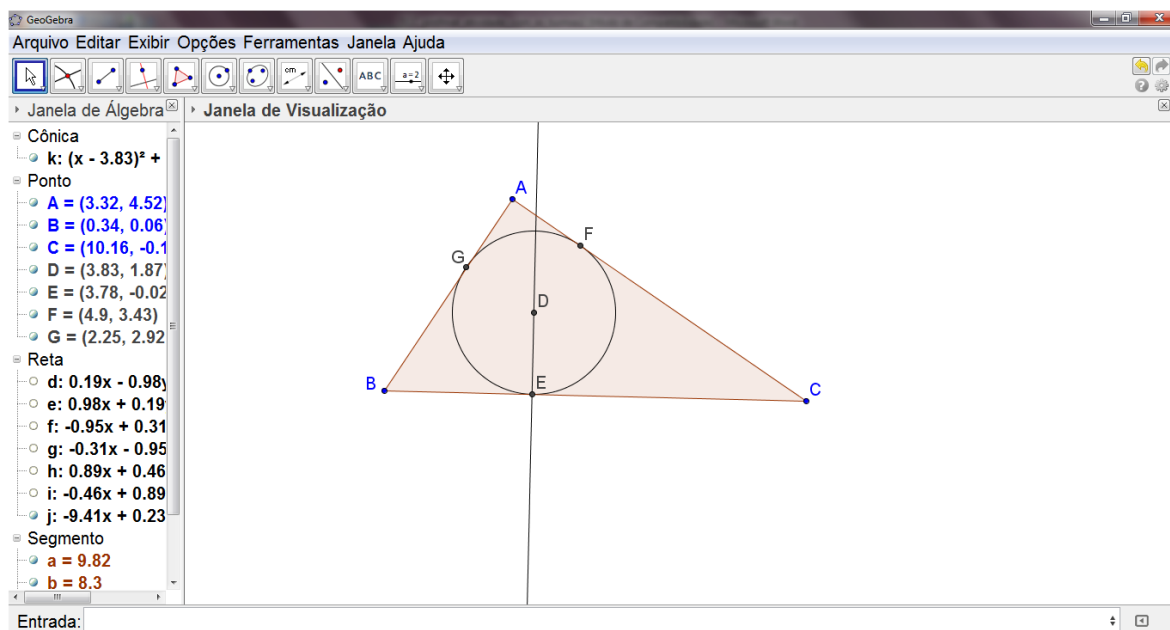 GeoGebra
Arquivo Editar Exibir Opções Ferramentas Janela Ajuda
cm
ABC
a=2
Janela de Álgebra
Janela de Visualização
Cônica
k: (x - 3.83)² +
Ponto
A = (3.32, 4.52)
B = (0.34, 0.06)
C = (10.16, -0.1
D = (3.83, 1.87)
E = (3.78, -0.02
F = (4.9, 3.43)
G = (2.25, 2.92
Reta
d: 0.19x - 0.98y
e: 0.98x + 0.19
f: -0.95x + 0.31
g: -0.31x - 0.95
h: 0.89x + 0.46
i: -0.46x + 0.89
j: -9.41x + 0.23
Segmento
a = 9.82
b = 8.3
A
F
G
D
B
E
C
Entrada: